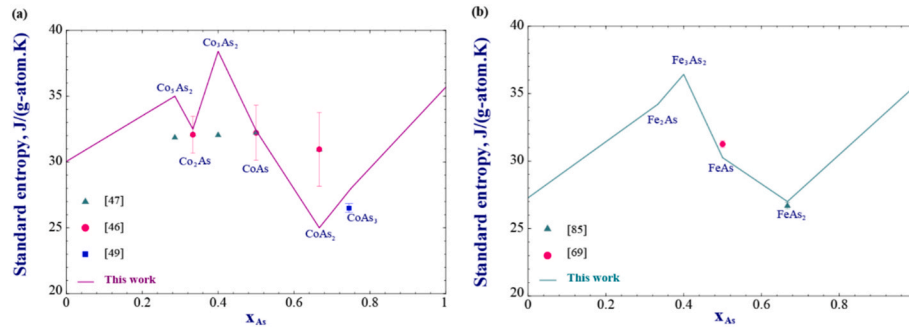 (a)
Standard entropy, J/(g-atom.K)
40
35
30
25
20
Co₅As₂
Co₃As₂
Co₂As
CoAs
CoAs₂
CoAs₃
[47]
[46]
[49]
This work
0
0.2
0.4
0.6
0.8
1
x_As
(b)
Standard entropy, J/(g-atom.K)
40
35
30
25
20
Fe₃As₂
Fe₂As
FeAs
FeAs₂
[85]
[69]
This work
0
0.2
0.4
0.6
0.8
x_As